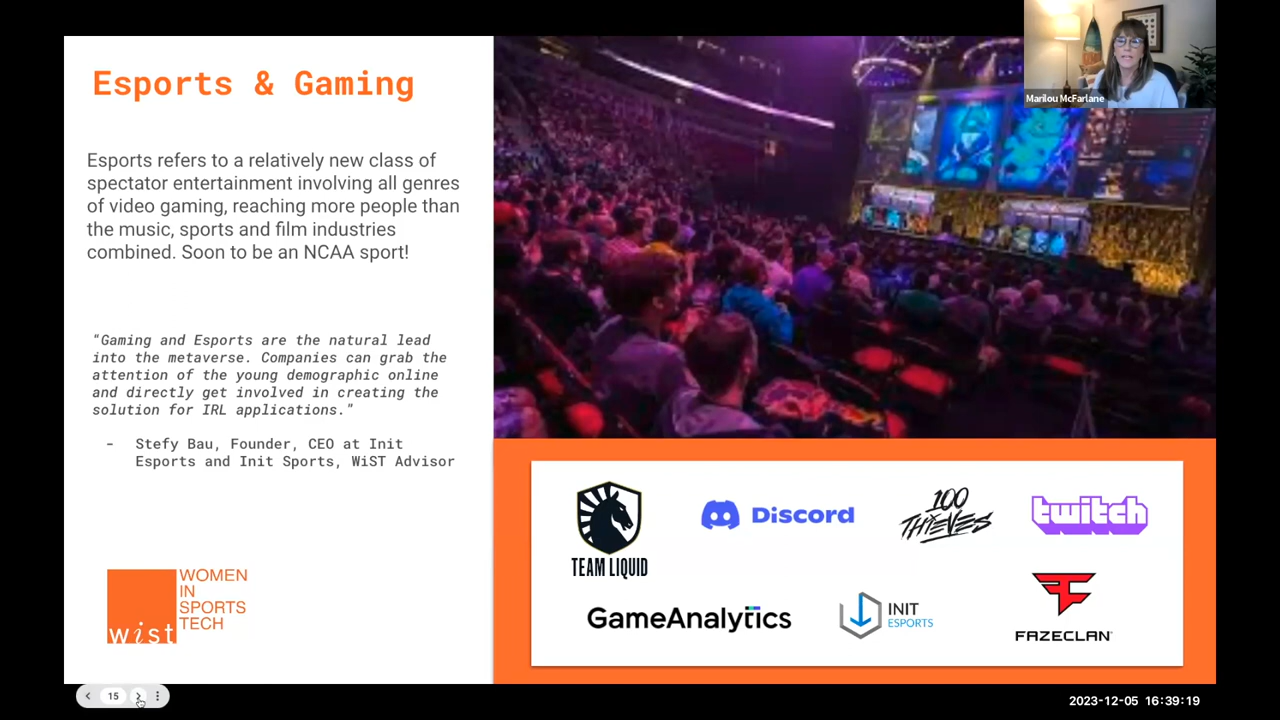 Esports & Gaming
Marilou McFarlane
Esports refers to a relatively new class of
spectator entertainment involving all genres
of video gaming, reaching more people than
the music, sports and film industries
combined. Soon to be an NCAA sport!
"Gaming and Esports are the natural lead
into the metaverse. Companies can grab the
attention of the young demographic online
and directly get involved in creating the
solution for IRL applications."
- Stefy Bau, Founder, CEO at Init
Esports and Init Sports, WiST Advisor
wist
WOMEN
IN
SPORTS
TECH
TEAM LIQUID
Discord
100
THIEVES
twitch
GameAnalytics
INIT
ESPORTS
FAZECLAN
15
2023-12-05 16:39:19